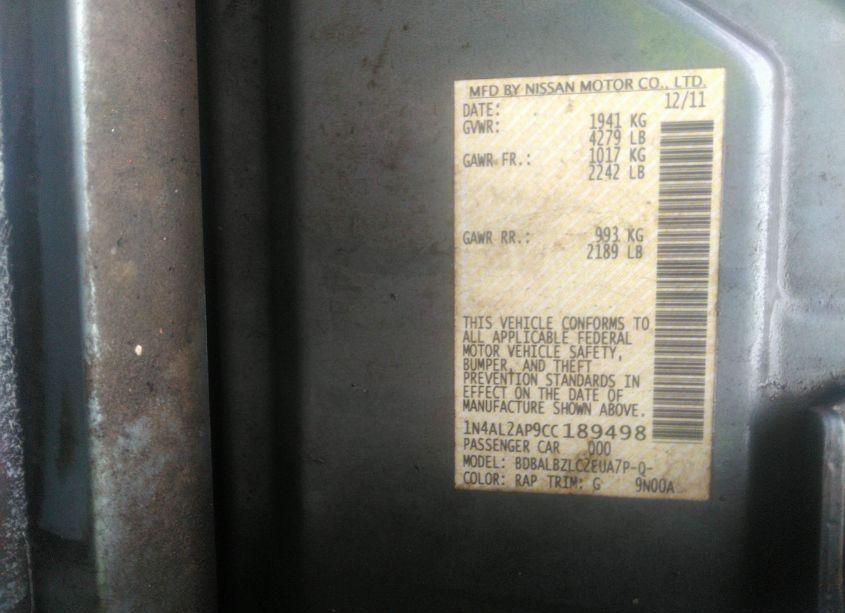 MFD BY NISSAN MOTOR CO., LTD.
DATE: 12/11
GVWR: 1941 KG
4279 LB
GAWR FR.: 1017 KG
2242 LB
GAWR RR.: 993 KG
2189 LB
THIS VEHICLE CONFORMS TO
ALL APPLICABLE FEDERAL
MOTOR VEHICLE SAFETY,
BUMPER, AND THEFT
PREVENTION STANDARDS IN
EFFECT ON THE DATE OF
MANUFACTURE SHOWN ABOVE.
1N4AL2AP9CC189498
PASSENGER CAR 000
MODEL: BDBALBZLC2EUA7P-Q-
COLOR: RAP TRIM: G 9N00A